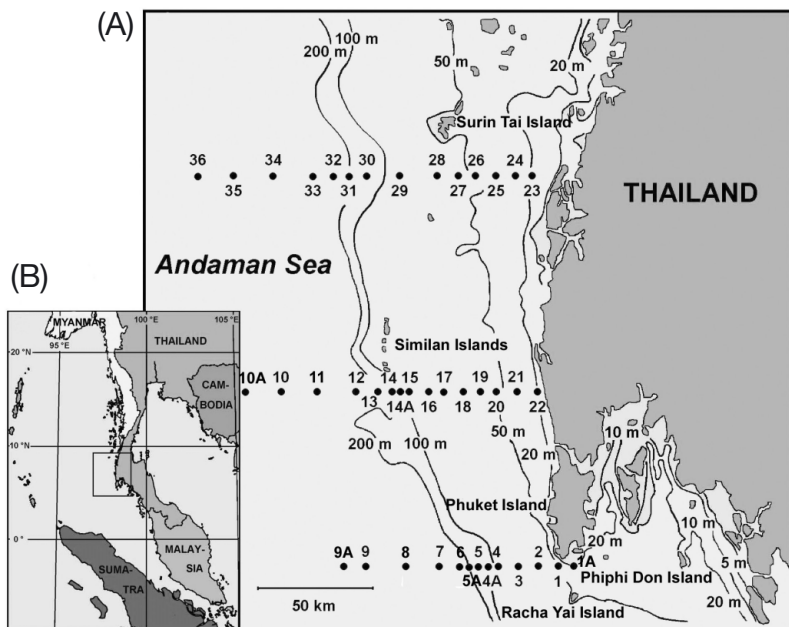 (A)
200 m
100 m
50 m
20 m
Surin Tai Island
36 34 32 30 28 26 24
35 33 31 29 27 25 23
THAILAND
Andaman Sea
(B)
Similan Islands
10A 10 11 12 14 15 17 19 21
13 14A 16 18 20 22
200 m
100 m
50 m
20 m
10 m
Phuket Island
20 m
10 m
5 m
20 m
9A 9 8 7 6 5 4 2 1A
5A 4A 3 1
Phiphi Don Island
Racha Yai Island
50 km
MYANMAR
95 °E
100 °E
105 °E
THAILAND
20 °N
CAM-
BODIA
10 °N
0 °
MALAY-
SIA
SUMA-
TRA